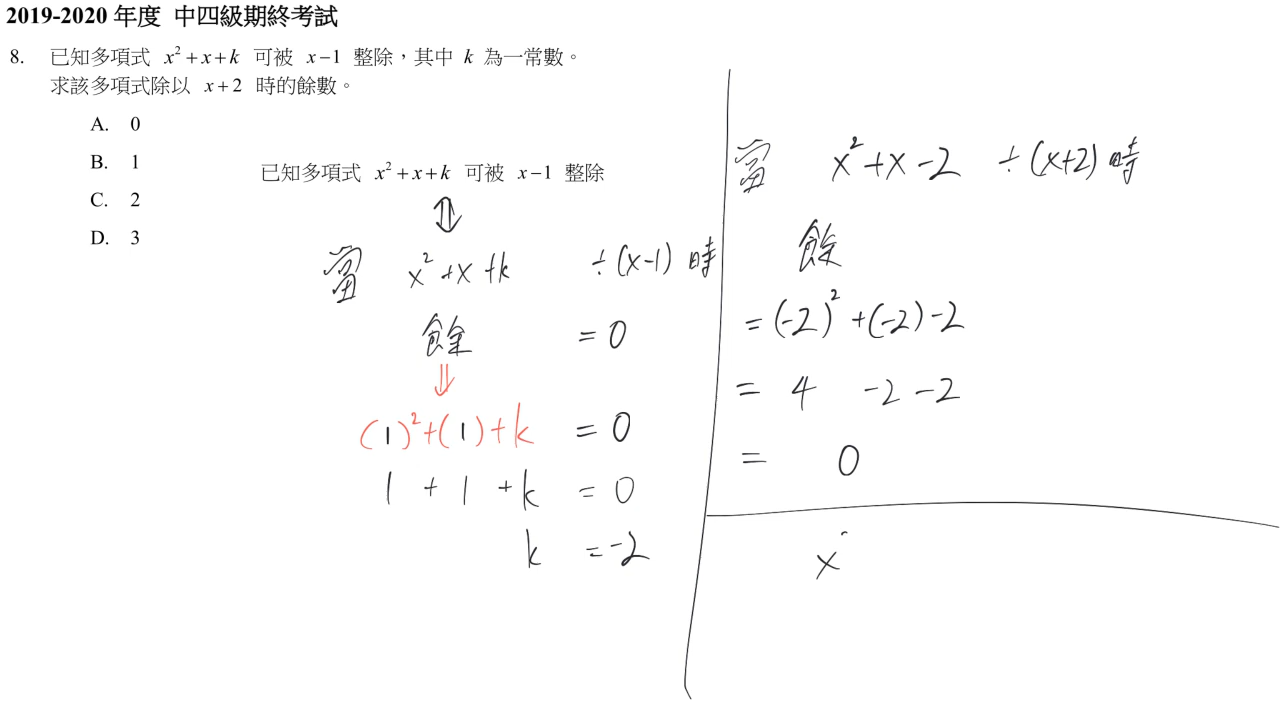 2019-2020 年度 中四級期終考試
8. 已知多項式 x²+x+k 可被 x−1 整除，其中 k 為一常數。
求該多項式除以 x+2 時的餘數。
A. 0
B. 1
C. 2
D. 3
已知多項式 x²+x+k 可被 x−1 整除
⇕
當 x²+x+k ÷(x-1) 時
餘 = 0
⇓
(1)²+(1)+k = 0
1 + 1 + k = 0
k = -2
當 x²+x-2 ÷(x+2) 時
餘
= (-2)²+(-2)-2
= 4 -2 -2
= 0
x